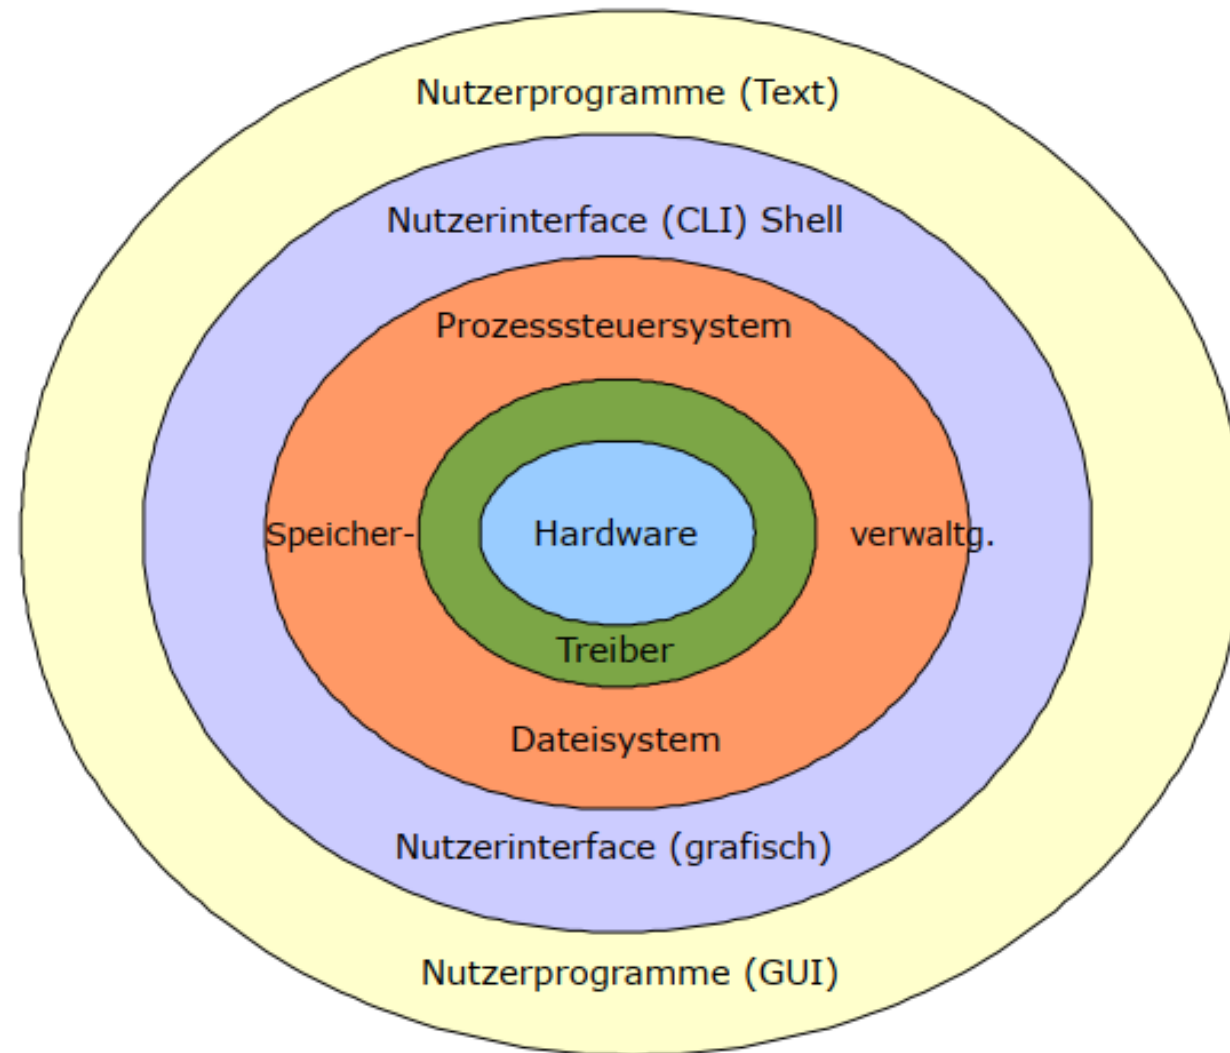 Nutzerprogramme (Text)
Nutzerinterface (CLI) Shell
Prozesssteuersystem
Speicher- Hardware verwaltg.
Treiber
Dateisystem
Nutzerinterface (grafisch)
Nutzerprogramme (GUI)